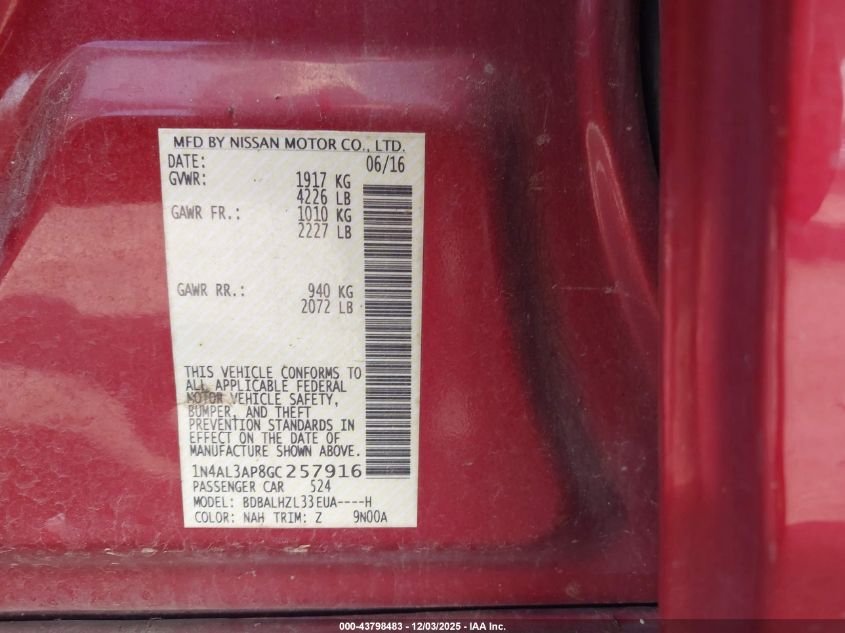 MFD BY NISSAN MOTOR CO., LTD.
DATE: 06/16
GVWR: 1917 KG
4226 LB
GAWR FR.: 1010 KG
2227 LB
GAWR RR.: 940 KG
2072 LB
THIS VEHICLE CONFORMS TO
ALL APPLICABLE FEDERAL
MOTOR VEHICLE SAFETY,
BUMPER, AND THEFT
PREVENTION STANDARDS IN
EFFECT ON THE DATE OF
MANUFACTURE SHOWN ABOVE.
1N4AL3AP8GC257916
PASSENGER CAR 524
MODEL: BDBALHZL33EUA----H
COLOR: NAH TRIM: Z 9N00A
000-43798483 - 12/03/2025 - IAA Inc.